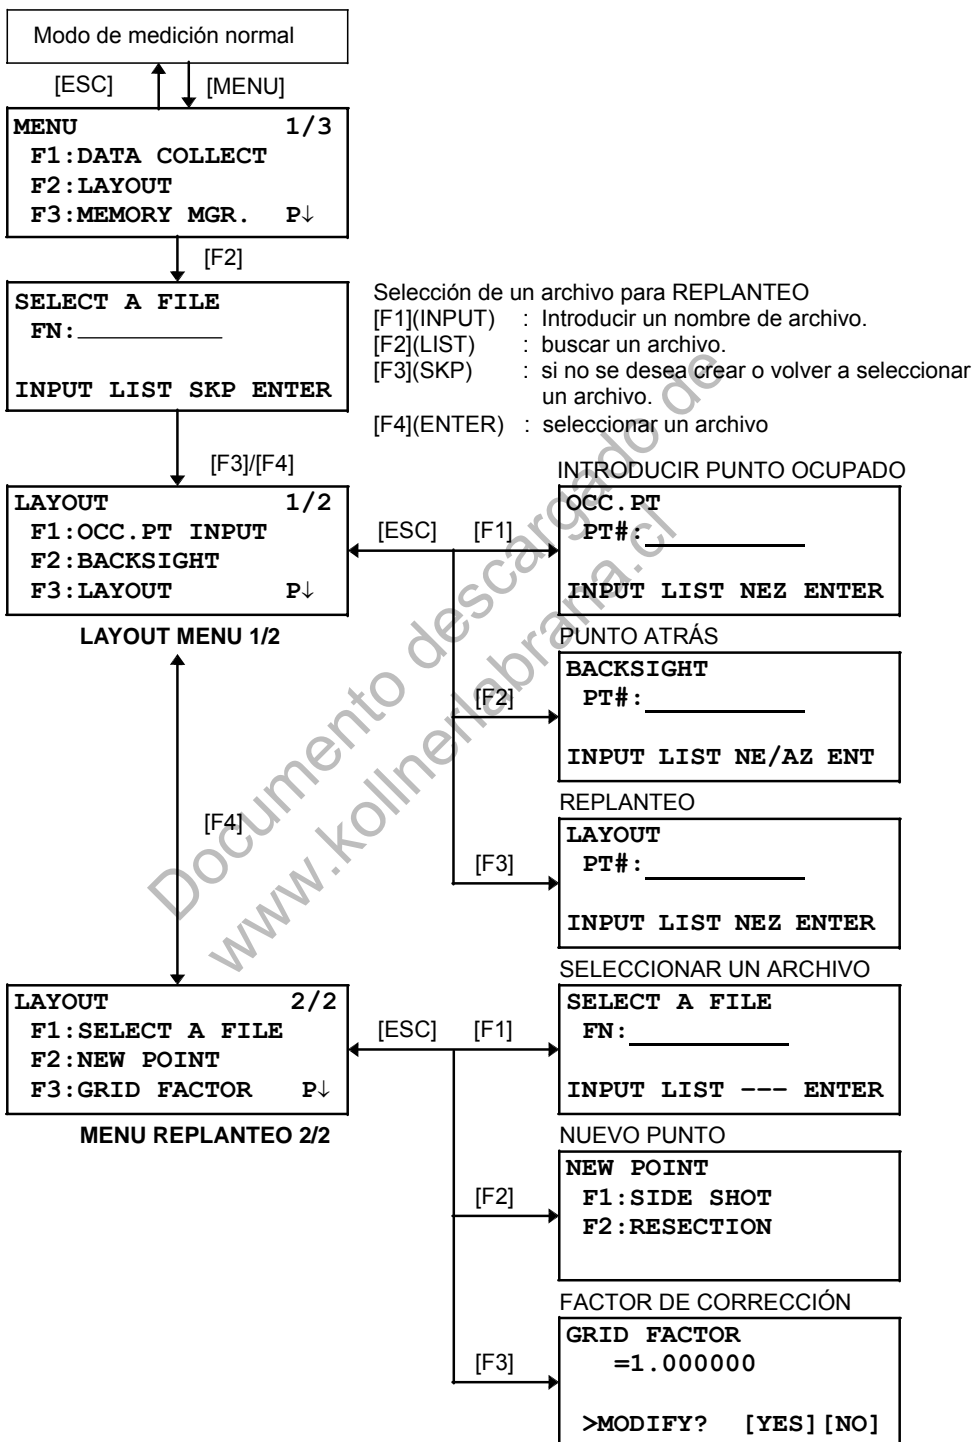 Modo de medición normal
[ESC] [MENU]
MENU 1/3
F1:DATA COLLECT
F2:LAYOUT
F3:MEMORY MGR. P↓
[F2]
SELECT A FILE
FN:
INPUT LIST SKP ENTER
Selección de un archivo para REPLANTEO
[F1](INPUT) : Introducir un nombre de archivo.
[F2](LIST) : buscar un archivo.
[F3](SKP) : si no se desea crear o volver a seleccionar
un archivo.
[F4](ENTER) : seleccionar un archivo
[F3]/[F4]
LAYOUT 1/2
F1:OCC.PT INPUT
F2:BACKSIGHT
F3:LAYOUT P↓
LAYOUT MENU 1/2
[ESC] [F1]
INTRODUCIR PUNTO OCUPADO
OCC.PT
PT#:
INPUT LIST NEZ ENTER
PUNTO ATRÁS
[F2]
BACKSIGHT
PT#:
INPUT LIST NE/AZ ENT
REPLANTEO
[F3]
LAYOUT
PT#:
INPUT LIST NEZ ENTER
[F4]
LAYOUT 2/2
F1:SELECT A FILE
F2:NEW POINT
F3:GRID FACTOR P↓
MENU REPLANTEO 2/2
[ESC] [F1]
SELECCIONAR UN ARCHIVO
SELECT A FILE
FN:
INPUT LIST --- ENTER
NUEVO PUNTO
[F2]
NEW POINT
F1:SIDE SHOT
F2:RESECTION
FACTOR DE CORRECCIÓN
[F3]
GRID FACTOR
=1.000000
>MODIFY? [YES][NO]
Documento descargado de
www.kollnerlabrana.cl